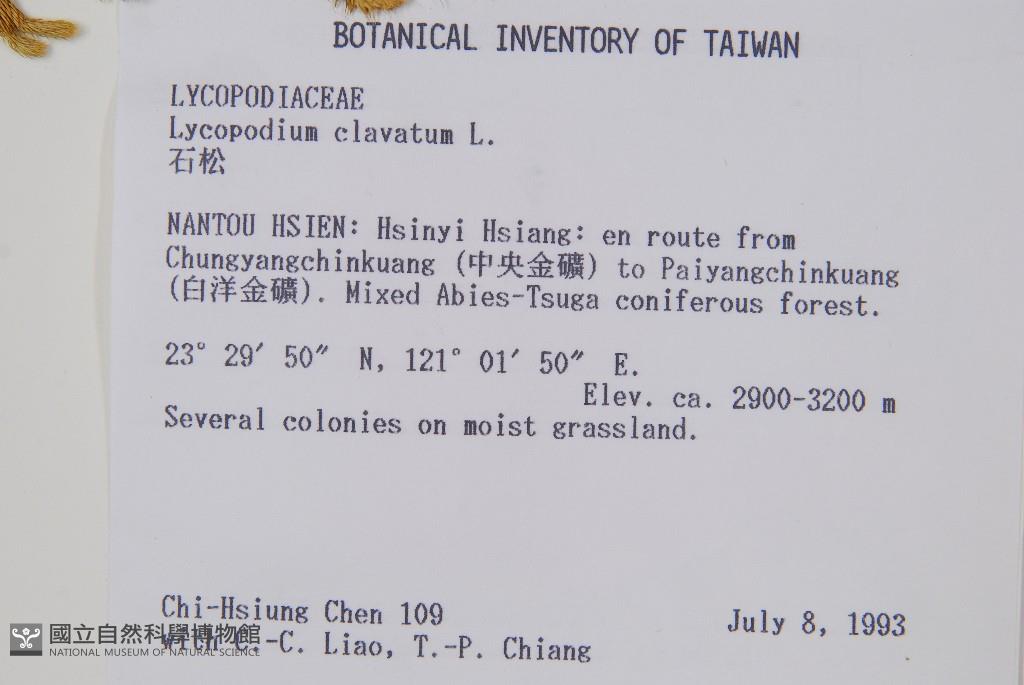 BOTANICAL INVENTORY OF TAIWAN
LYCOPODIACEAE
Lycopodium clavatum L.
石松
NANTOU HSIEN: Hsinyi Hsiang: en route from
Chungyangchinkuang (中央金礦) to Paiyangchinkuang
(白洋金礦). Mixed Abies-Tsuga coniferous forest.
23° 29′ 50″ N, 121° 01′ 50″ E.
Elev. ca. 2900-3200 m
Several colonies on moist grassland.
Chi-Hsiung Chen 109 July 8, 1993
with C.-C. Liao, T.-P. Chiang
國立自然科學博物館
NATIONAL MUSEUM OF NATURAL SCIENCE